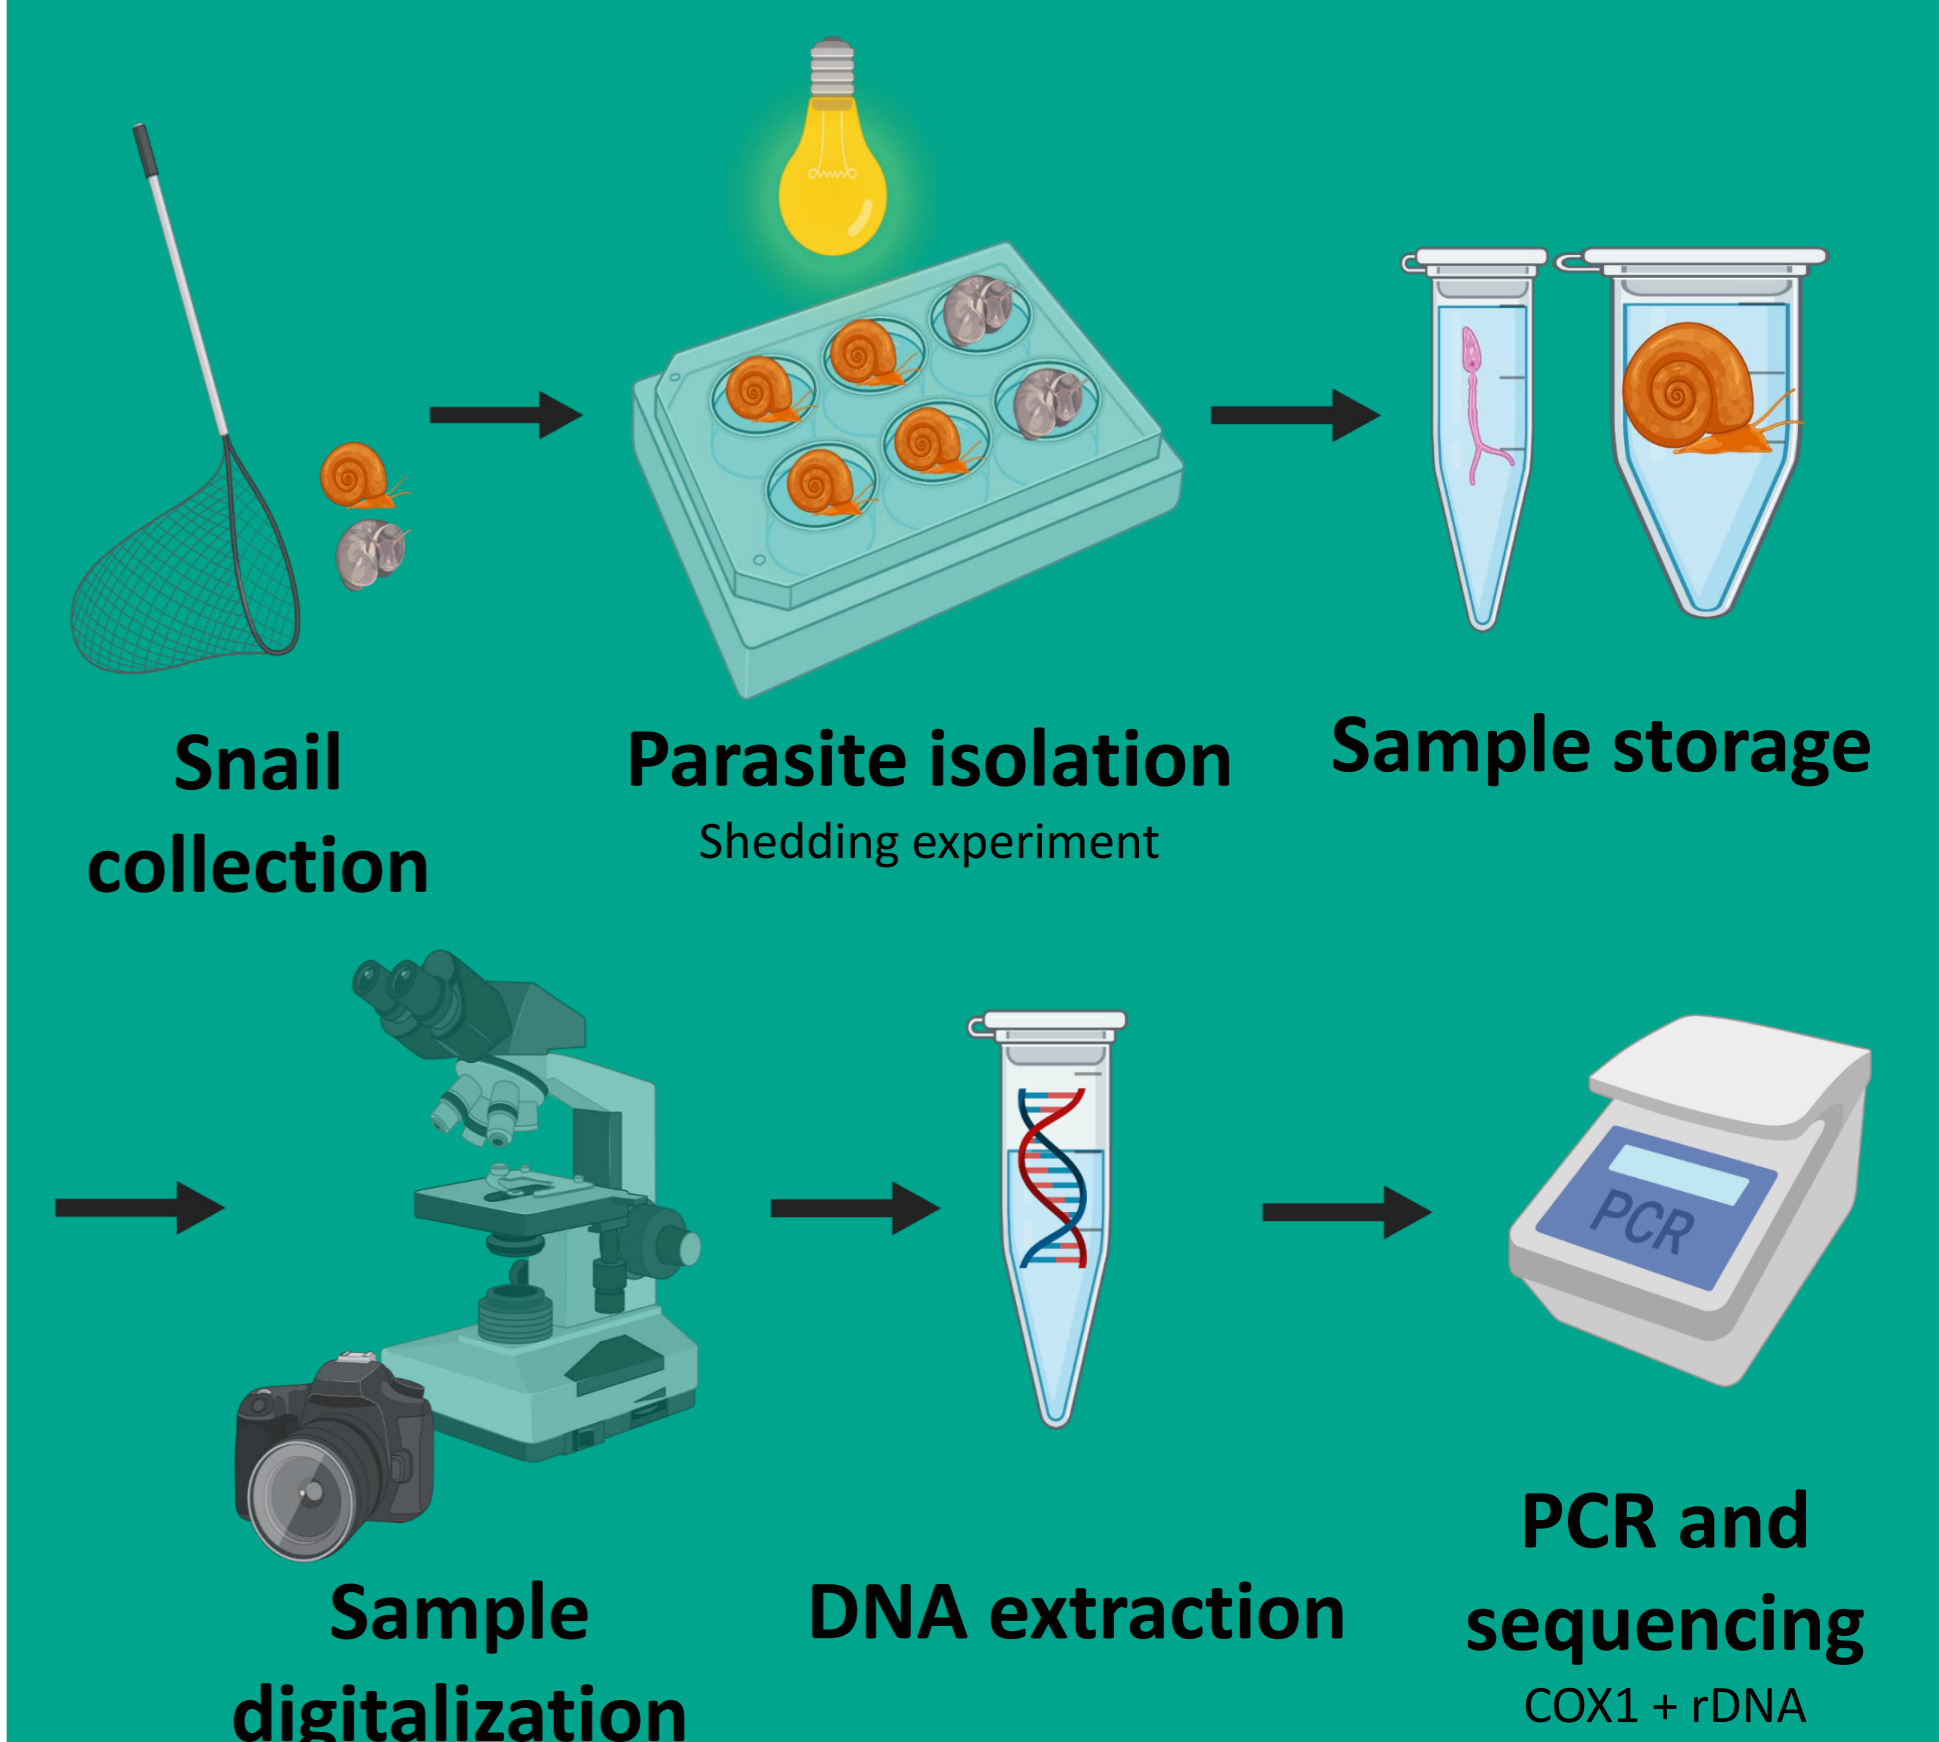 Snail
collection
Parasite isolation
Shedding experiment
Sample storage
Sample
digitalization
DNA extraction
PCR
PCR and
sequencing
COX1 + rDNA